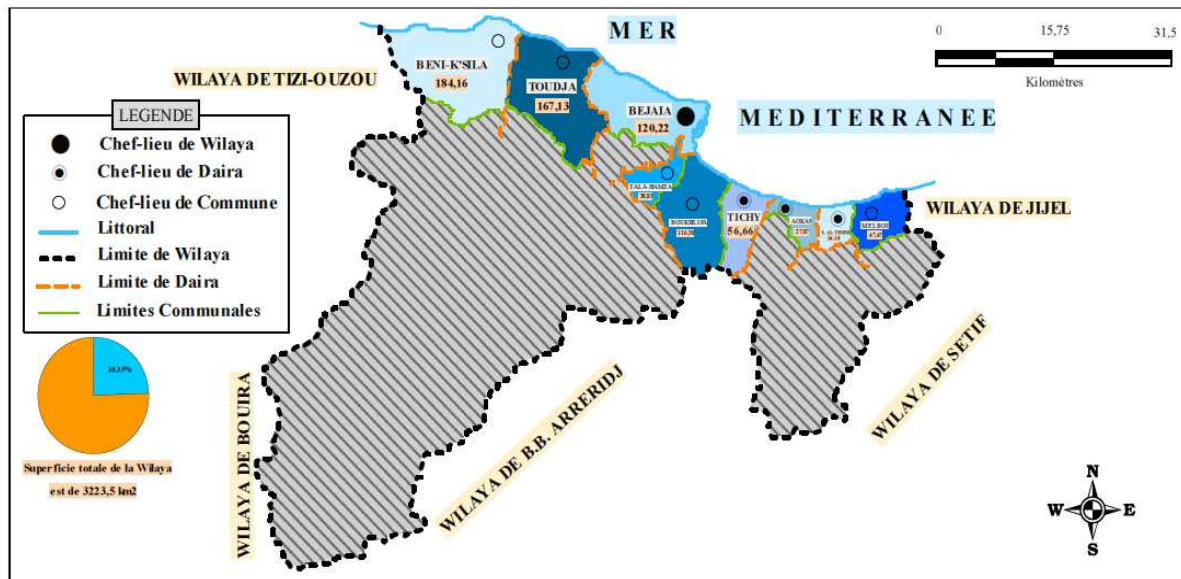 MER
0 15,75 31,5
Kilomètres
BENI-K'SILA
184,16
WILAYA DE TIZI-OUZOU
TOUDJA
167,13
BEJAIA
120,22
MEDITERRANEE
LEGENDE
Chef-lieu de Wilaya
Chef-lieu de Daira
Chef-lieu de Commune
Littoral
Limite de Wilaya
Limite de Daira
Limites Communales
TALA-HAMZA
BOUKHLIFA
TICHY
56,66
AOKAS
MELBOU
WILAYA DE JIJEL
Superficie totale de la Wilaya
est de 3223,5 km2
WILAYA DE BOUIRA
WILAYA DE B.B. ARRERIDJ
WILAYA DE SETIF
N
W E
S